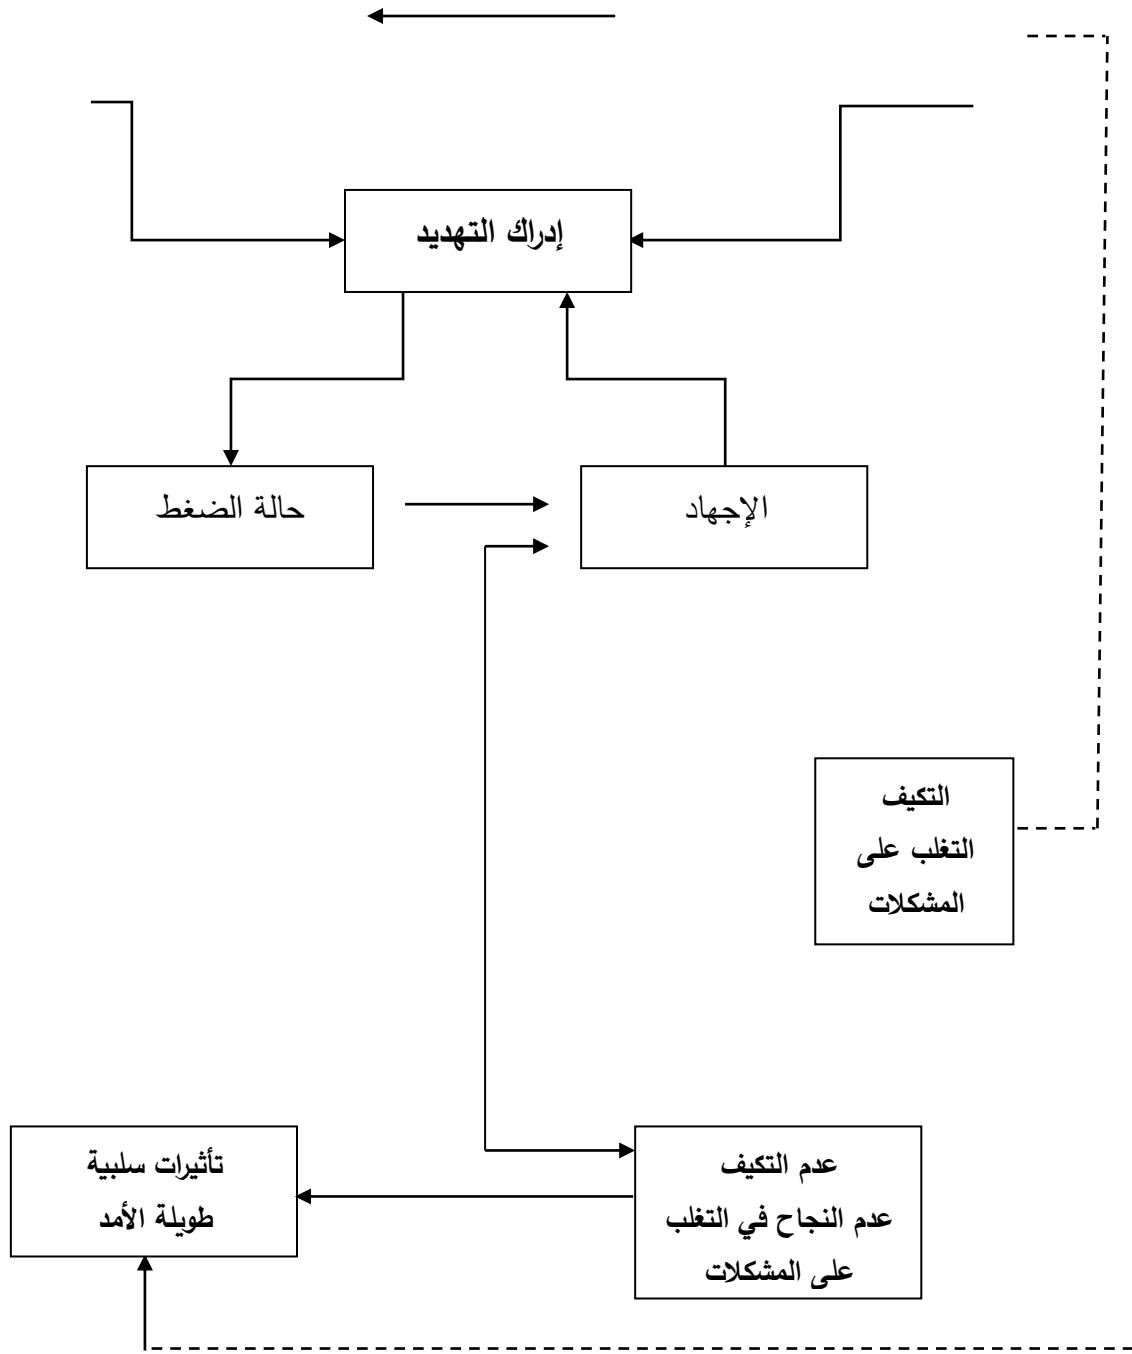 إدراك التهديد
حالة الضغط
الإجهاد
التكيف
التغلب على
المشكلات
تأثيرات سلبية
طويلة الأمد
عدم التكيف
عدم النجاح في التغلب
على المشكلات